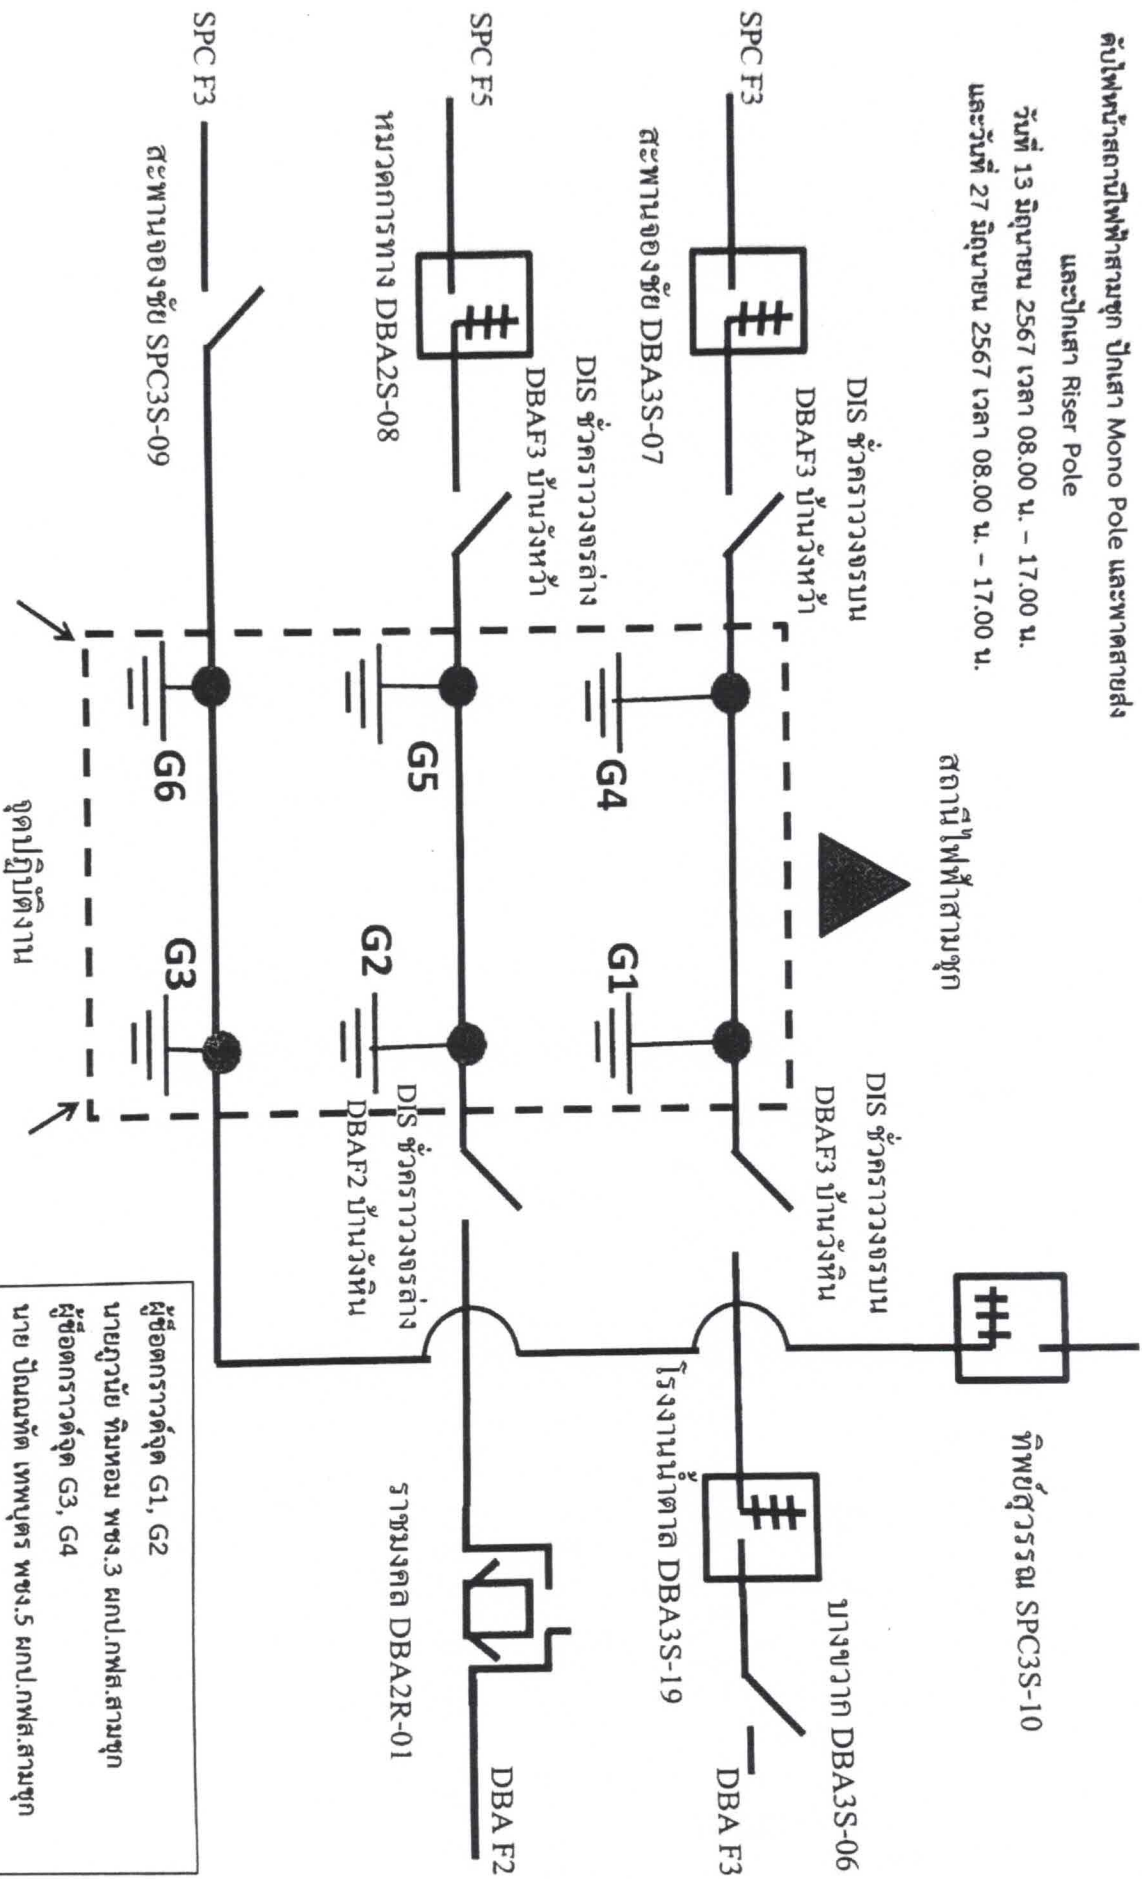 ดับไฟหน้าสถานีไฟฟ้าสามชุก ปักเสา Mono Pole และพาดสายส่ง
และปักเสา Riser Pole
วันที่ 13 มิถุนายน 2567 เวลา 08.00 น. – 17.00 น.
และวันที่ 27 มิถุนายน 2567 เวลา 08.00 น. – 17.00 น.
สถานีไฟฟ้าสามชุก
ทิพย์สุวรรณ SPC3S-10
SPC F3
สะพานจองชัย DBA3S-07
DIS ชั่วคราววงจรบน
DBAF3 บ้านวังหว้า
G4
G1
DIS ชั่วคราววงจรบน
DBAF3 บ้านวังหิน
โรงงานน้ำตาล DBA3S-19
บางขวาก DBA3S-06
DBA F3
SPC F5
หมวดการทาง DBA2S-08
DIS ชั่วคราววงจรล่าง
DBAF3 บ้านวังหว้า
G5
G2
DIS ชั่วคราววงจรล่าง
DBAF2 บ้านวังหิน
ราชมงคล DBA2R-01
DBA F2
SPC F3
สะพานจองชัย SPC3S-09
G6
G3
จุดปฏิบัติงาน
ผู้ช็อตกราวด์จุด G1, G2
นายภูวนัย ทิมหอม พชง.3 ผกป.กฟส.สามชุก
ผู้ช็อตกราวด์จุด G3, G4
นาย ปัณณทัต เทพบุตร พชง.5 ผกป.กฟส.สามชุก